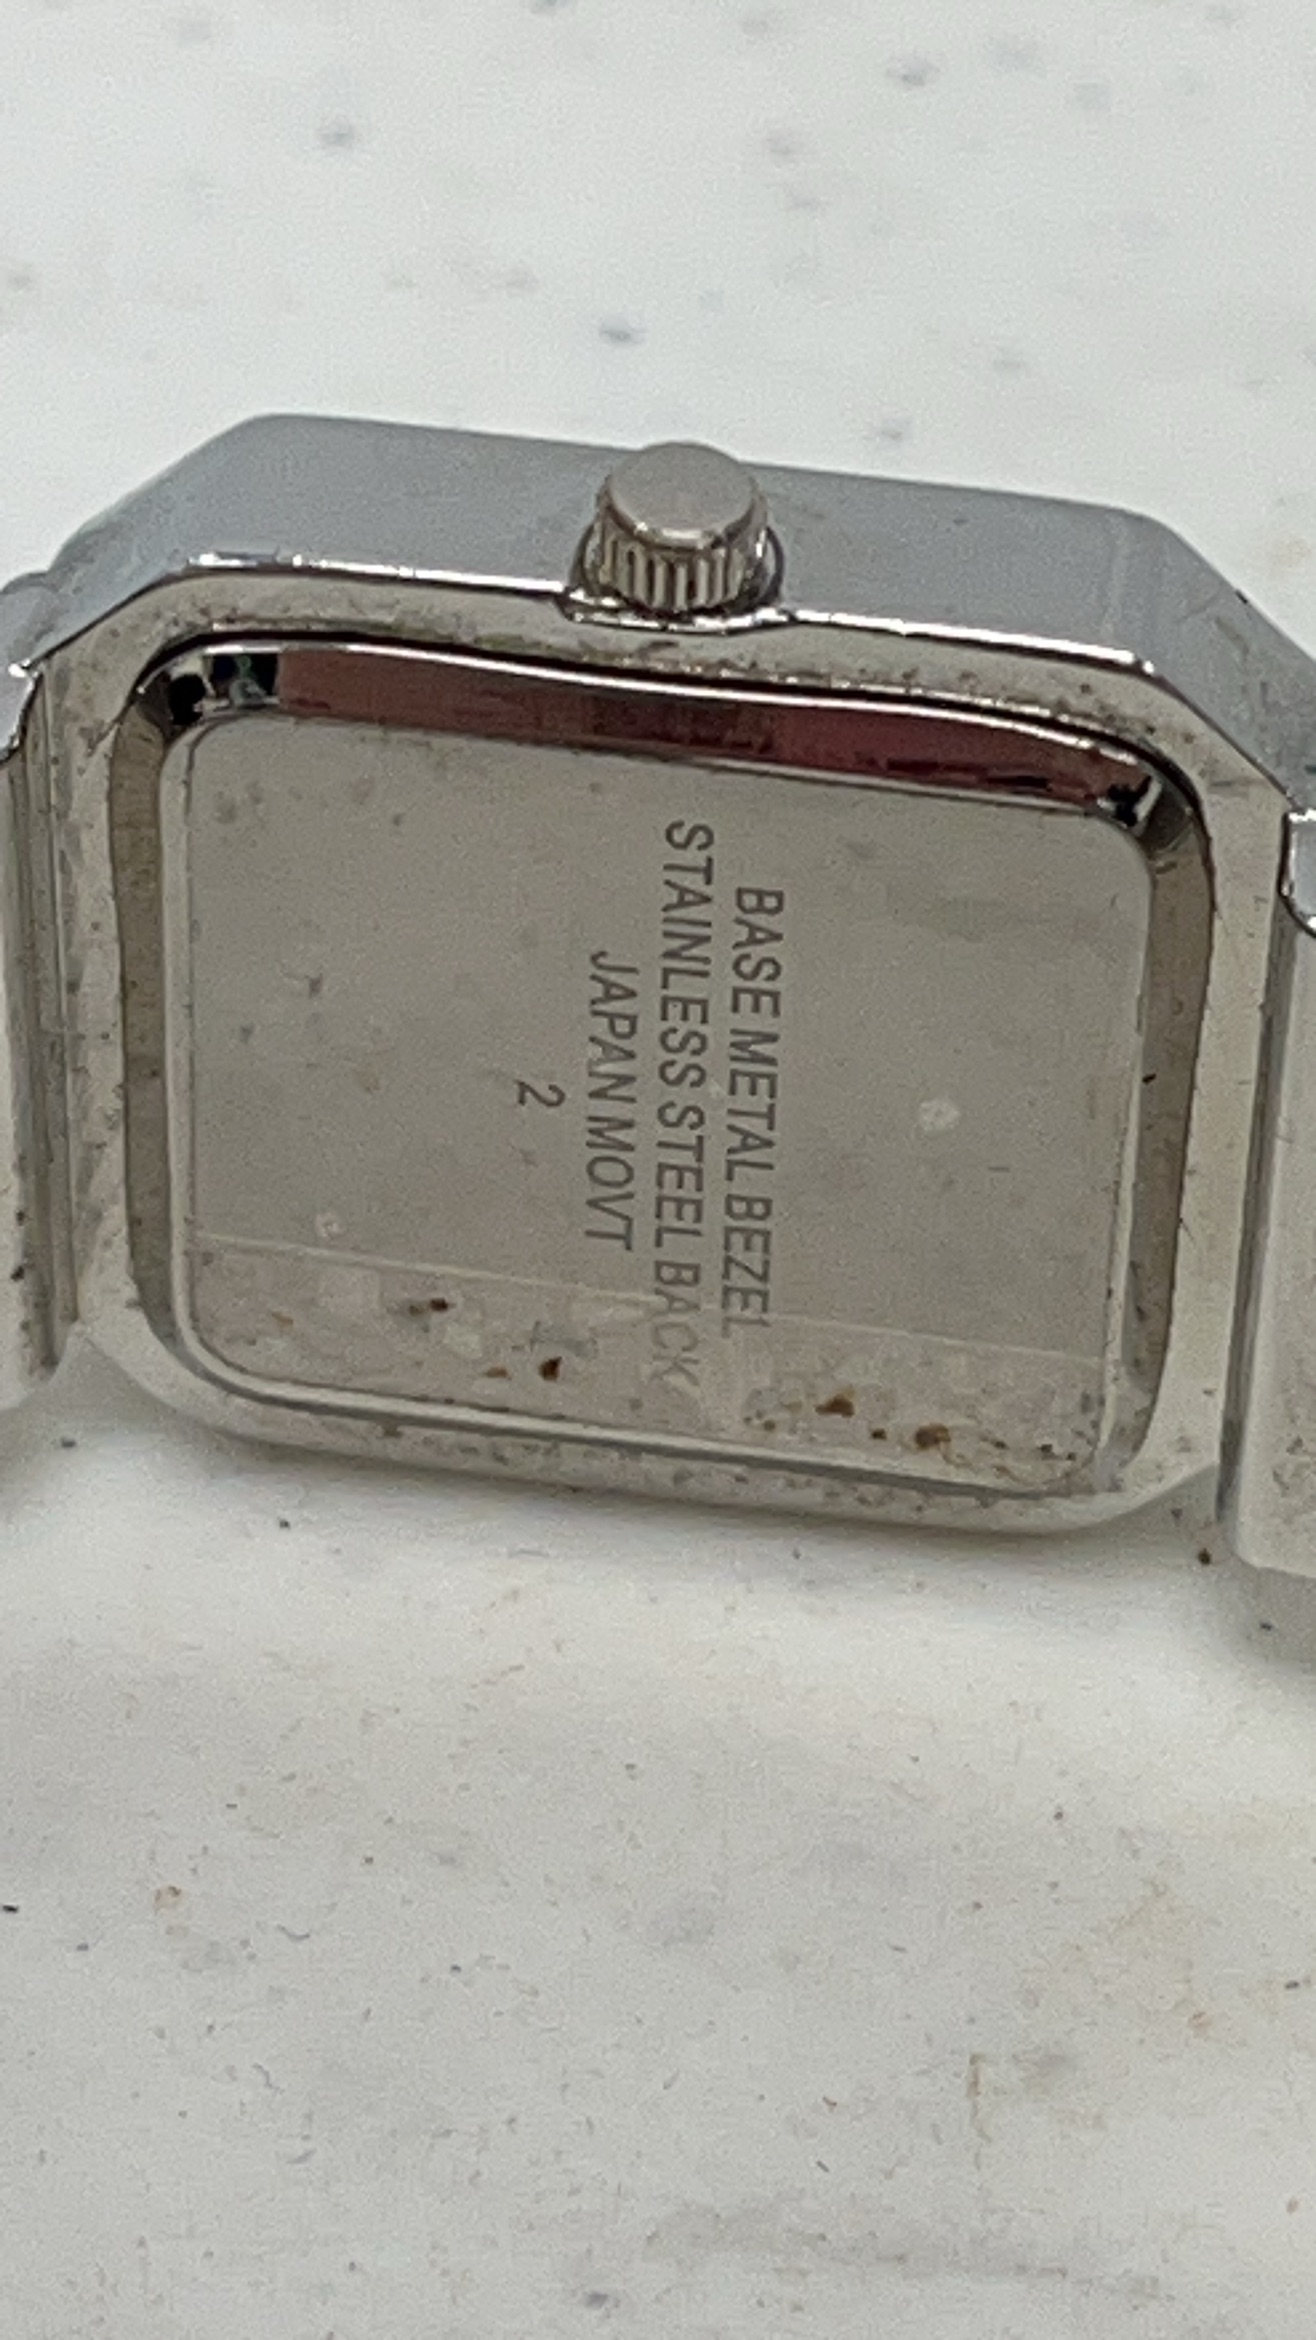 BASE METAL BEZEL
STAINLESS STEEL BACK
JAPAN MOVT
2